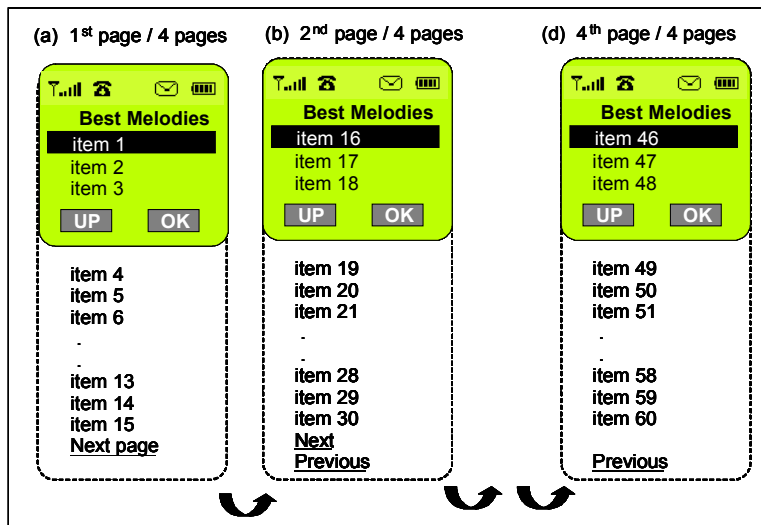 (a) 1st page / 4 pages
Best Melodies
item 1
item 2
item 3
UP OK
item 4
item 5
item 6
.
.
item 13
item 14
item 15
Next page
(b) 2nd page / 4 pages
Best Melodies
item 16
item 17
item 18
UP OK
item 19
item 20
item 21
.
.
item 28
item 29
item 30
Next
Previous
(d) 4th page / 4 pages
Best Melodies
item 46
item 47
item 48
UP OK
item 49
item 50
item 51
.
.
item 58
item 59
item 60
Previous